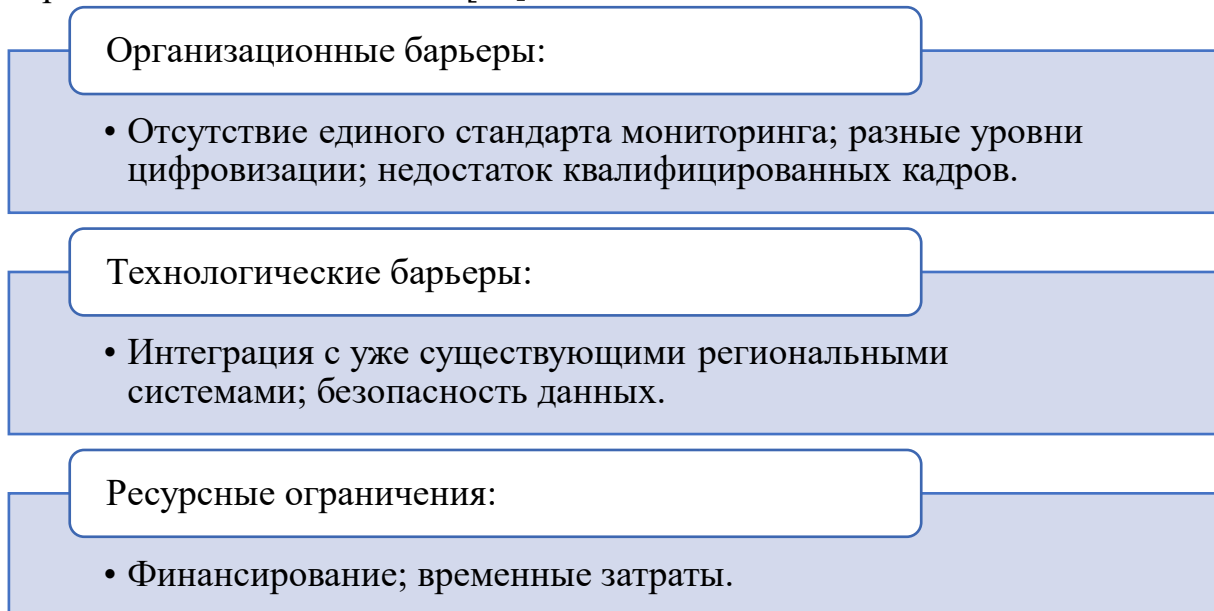 Организационные барьеры:
• Отсутствие единого стандарта мониторинга; разные уровни
цифровизации; недостаток квалифицированных кадров.
Технологические барьеры:
• Интеграция с уже существующими региональными
системами; безопасность данных.
Ресурсные ограничения:
• Финансирование; временные затраты.